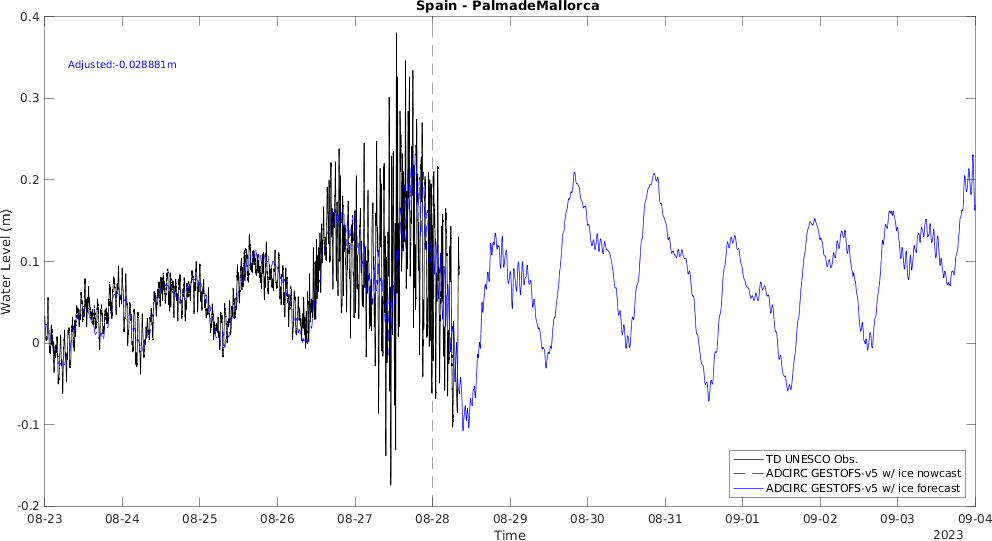 Spain - PalmadeMallorca
Adjusted:-0.028881m
Water Level (m)
0.4
0.3
0.2
0.1
0
-0.1
-0.2
08-23 08-24 08-25 08-26 08-27 08-28 08-29 08-30 08-31 09-01 09-02 09-03 09-04
Time
2023
TD UNESCO Obs.
ADCIRC GESTOFS-v5 w/ ice nowcast
ADCIRC GESTOFS-v5 w/ ice forecast